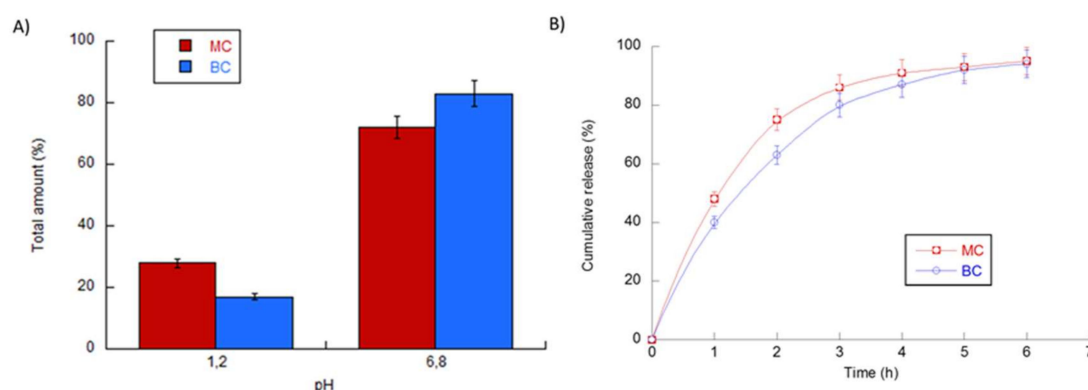 A)
MC
BC
Total amount (%)
100
80
60
40
20
0
1,2
6,8
pH
B)
Cumulative release (%)
100
80
60
40
20
0
MC
BC
0 1 2 3 4 5 6 7
Time (h)